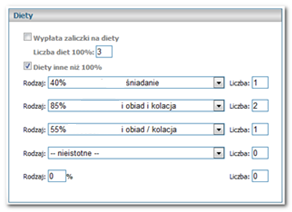 Diety
Wypłata zaliczki na diety
Liczba diet 100%: 3
Diety inne niż 100%
Rodzaj: 40% śniadanie Liczba: 1
Rodzaj: 85% i obiad i kolacja Liczba: 2
Rodzaj: 55% i obiad / kolacja Liczba: 1
Rodzaj: -- nieistotne -- Liczba: 0
Rodzaj: 0 % Liczba: 0